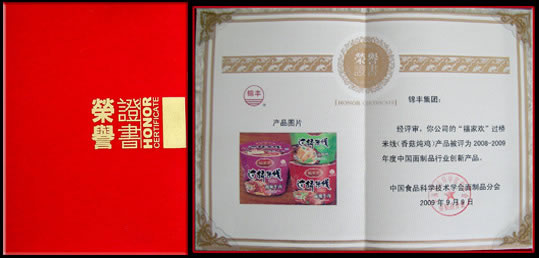 榮譽
證書
HONOR
CERTIFICATE
榮譽
證書
[HONOR CERTIFICATE]
锦丰
产品图片
锦丰集团：
经评审，你公司的“福家欢”过桥
米线（香菇炖鸡）产品被评为2008-2009
年度中国面制品行业创新产品。
中国食品科学技术学会面制品分会
2009年9月9日